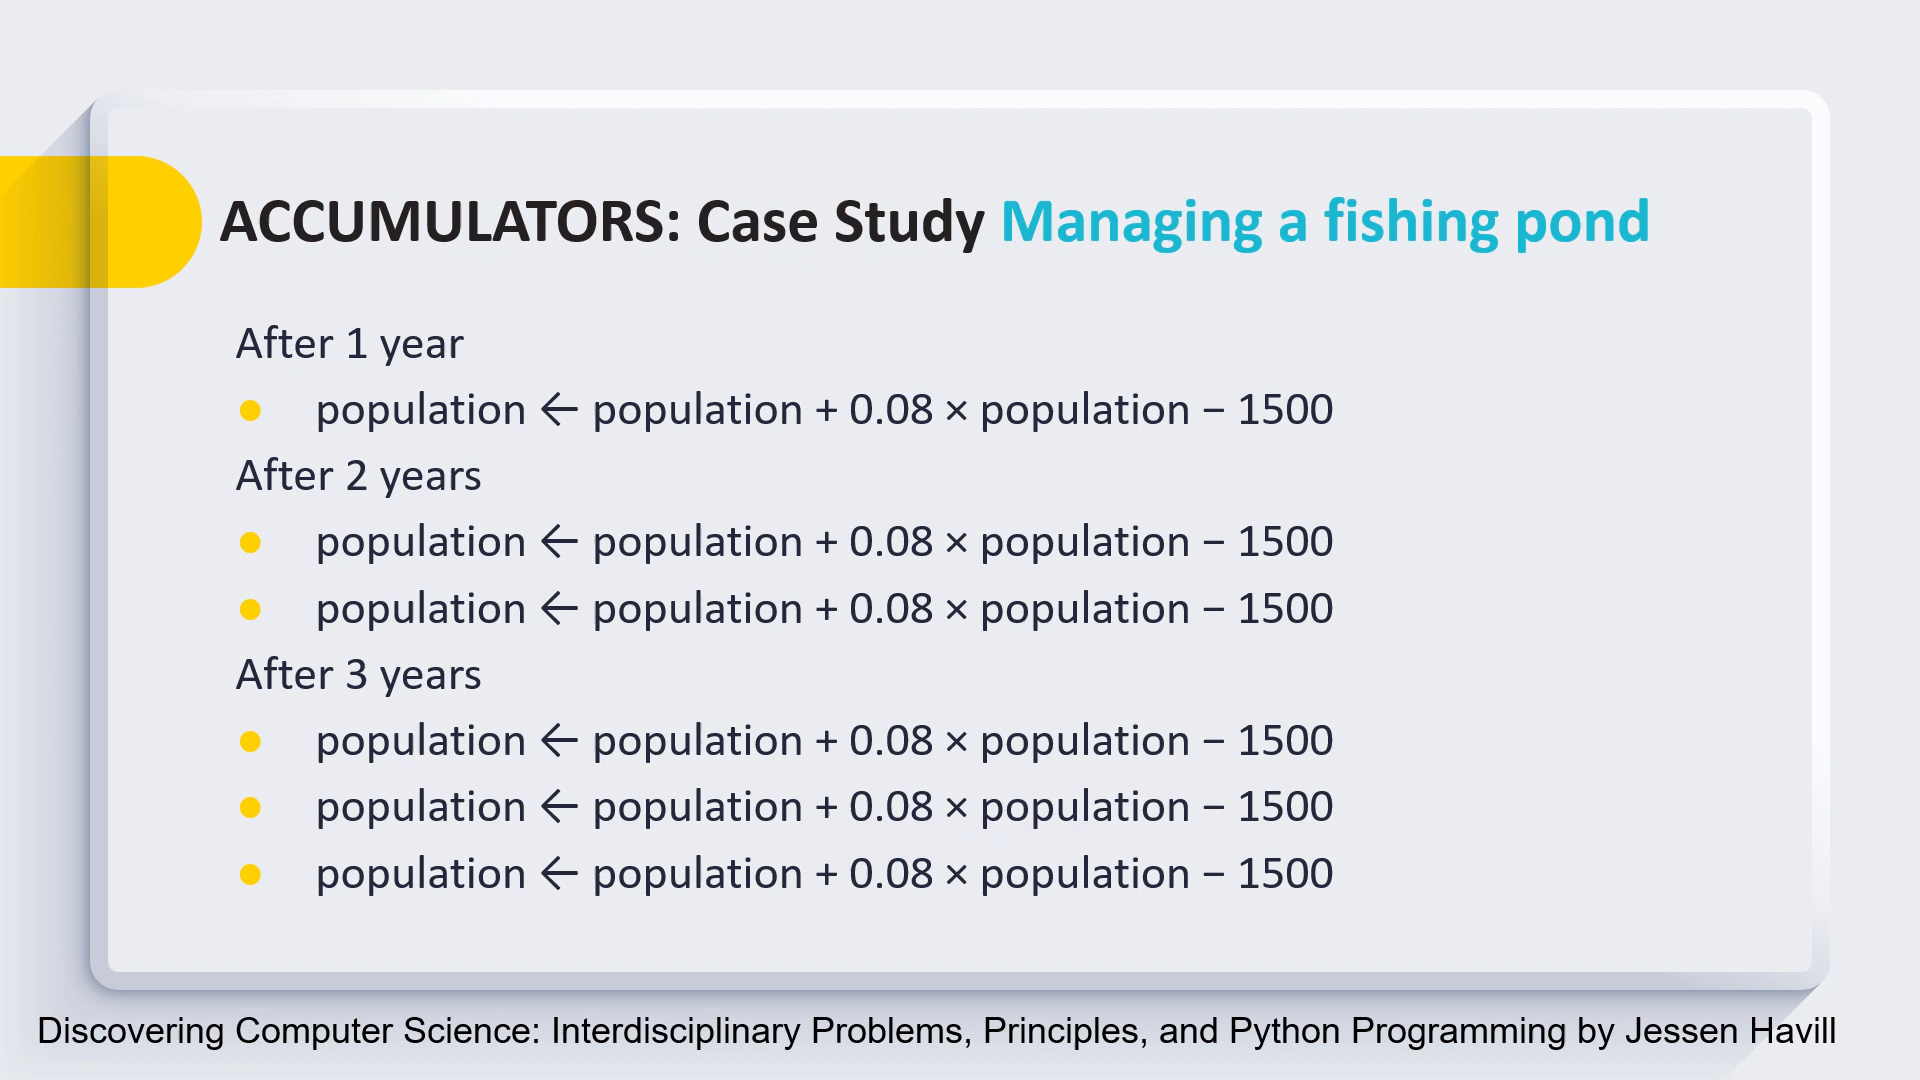 ACCUMULATORS: Case Study Managing a fishing pond
After 1 year
● population ← population + 0.08 × population − 1500
After 2 years
● population ← population + 0.08 × population − 1500
● population ← population + 0.08 × population − 1500
After 3 years
● population ← population + 0.08 × population − 1500
● population ← population + 0.08 × population − 1500
● population ← population + 0.08 × population − 1500
Discovering Computer Science: Interdisciplinary Problems, Principles, and Python Programming by Jessen Havill